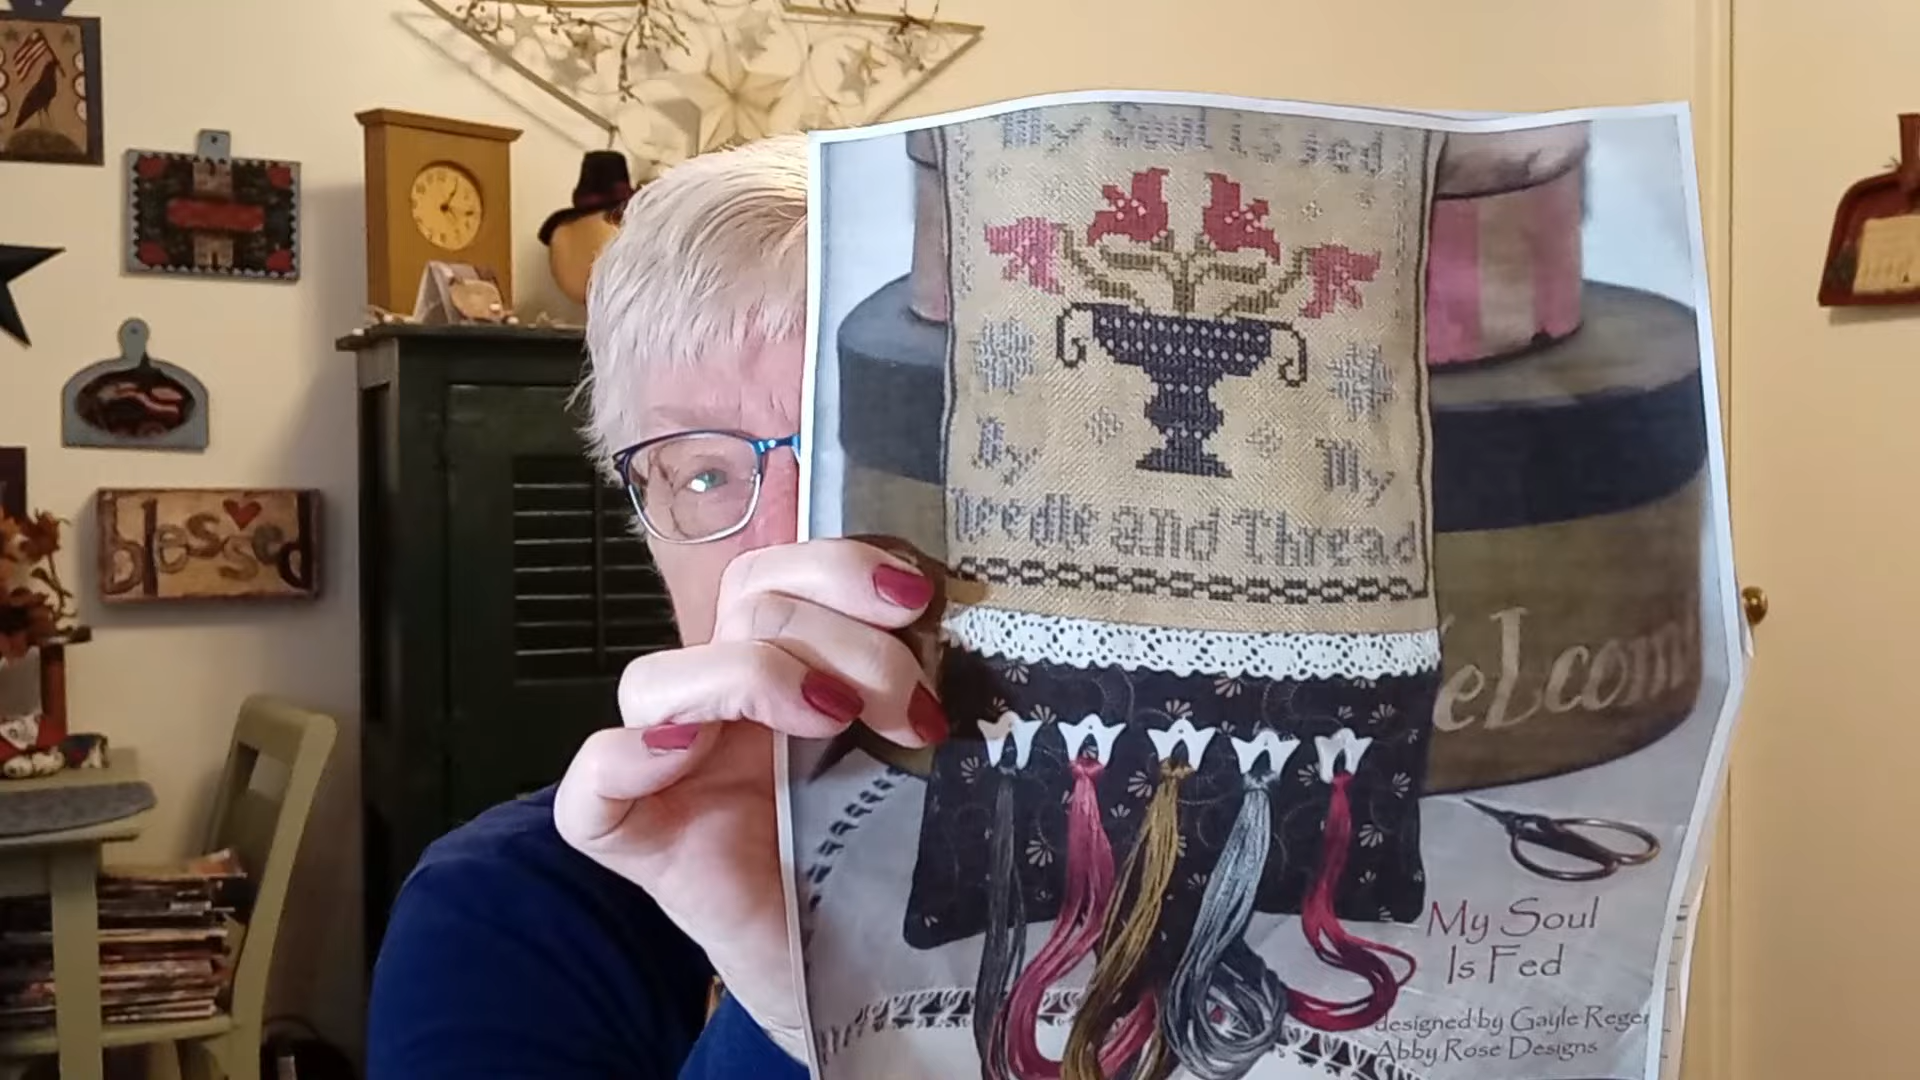 My Soul is Fed
blessed
By My
Needle and Thread
WeLcom
My Soul
Is Fed
designed by Gayle Reger
Abby Rose Designs